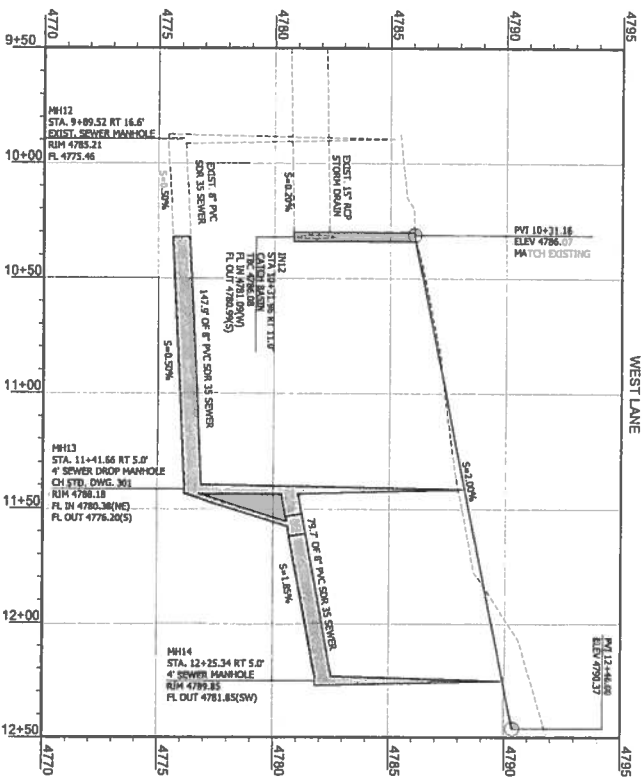 4770
4775
4780
4785
4790
4795
9+50
10+00
10+50
11+00
11+50
12+00
12+50
WEST LANE
MH12
STA. 9+89.52 RT 16.6'
EXIST. SEWER MANHOLE
RIM 4785.21
FL 4775.46
EXIST. 8" PVC
SDR 35 SEWER
S=0.50%
EXIST. 15" RCP
STORM DRAIN
S=0.20%
PVI 10+31.16
ELEV 4786.07
MATCH EXISTING
IN12
STA 10+31.96 RT 11.0'
CATCH BASIN
TBC 4786.08
FL IN 4781.09(W)
FL OUT 4780.99(S)
147.9' OF 8" PVC SDR 35 SEWER
S=0.50%
S=2.00%
MH13
STA. 11+41.66 RT 5.0'
4' SEWER DROP MANHOLE
CH STD. DWG. 301
RIM 4788.18
FL IN 4780.38(NE)
FL OUT 4776.20(S)
79.7' OF 8" PVC SDR 35 SEWER
S=1.85%
MH14
STA. 12+25.34 RT 5.0'
4' SEWER MANHOLE
RIM 4789.85
FL OUT 4781.85(SW)
PVI 12+46.00
ELEV 4790.37
4770
4775
4780
4785
4790
4795